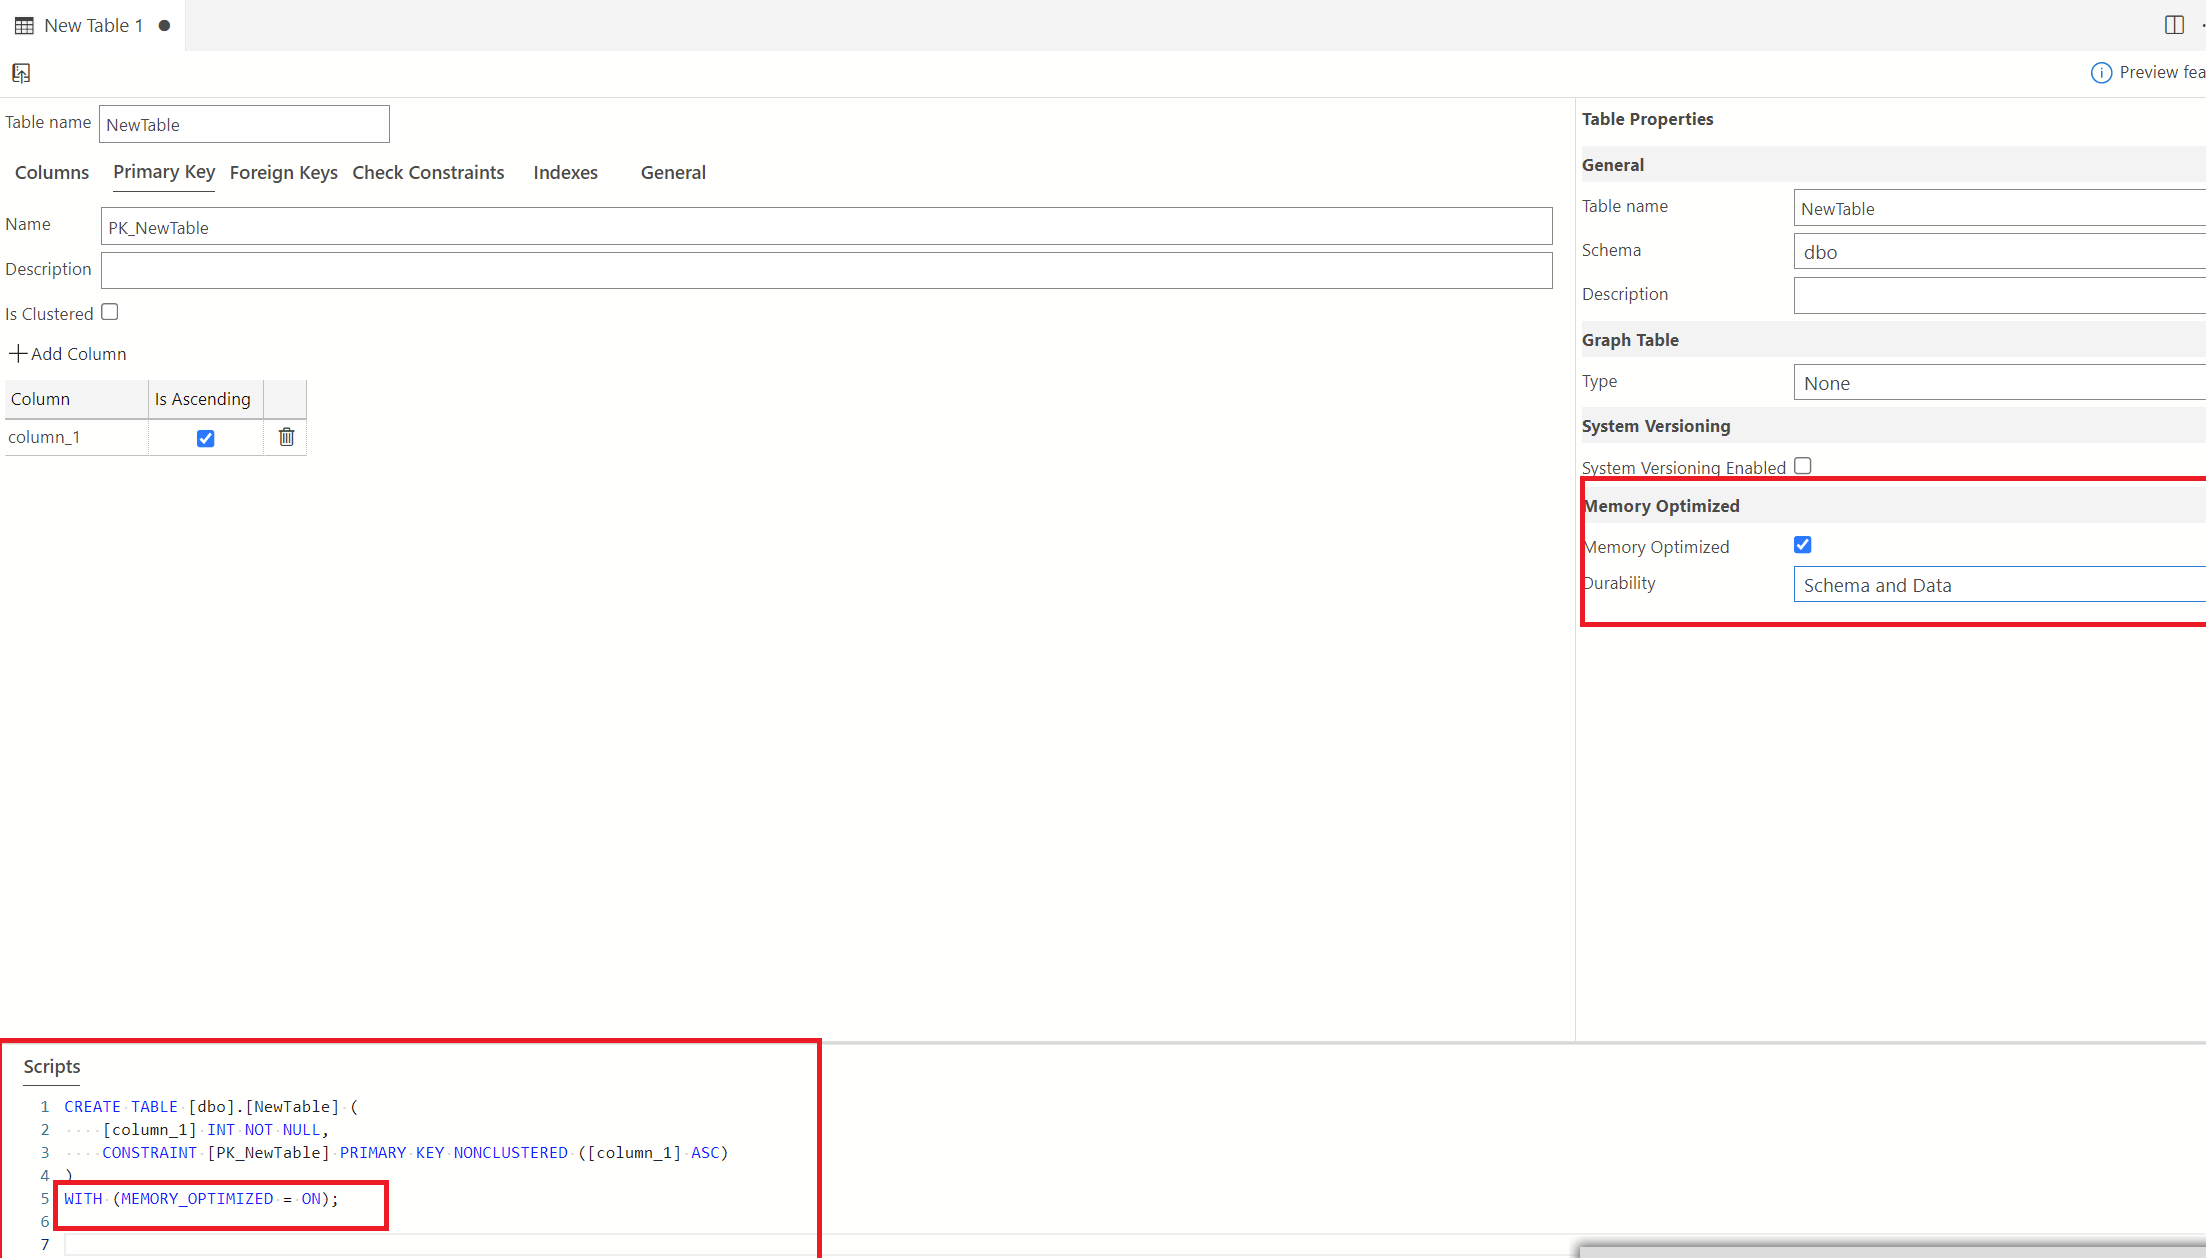 New Table 1
Preview fea
Table name NewTable
Columns Primary Key Foreign Keys Check Constraints Indexes General
Name PK_NewTable
Description
Is Clustered
Add Column
Column Is Ascending
column_1
Table Properties
General
Table name NewTable
Schema dbo
Description
Graph Table
Type None
System Versioning
System Versioning Enabled
Memory Optimized
Memory Optimized
Durability Schema and Data
Scripts
1 CREATE TABLE [dbo].[NewTable] (
2 [column_1] INT NOT NULL,
3 CONSTRAINT [PK_NewTable] PRIMARY KEY NONCLUSTERED ([column_1] ASC)
4 )
5 WITH (MEMORY_OPTIMIZED = ON);
6
7